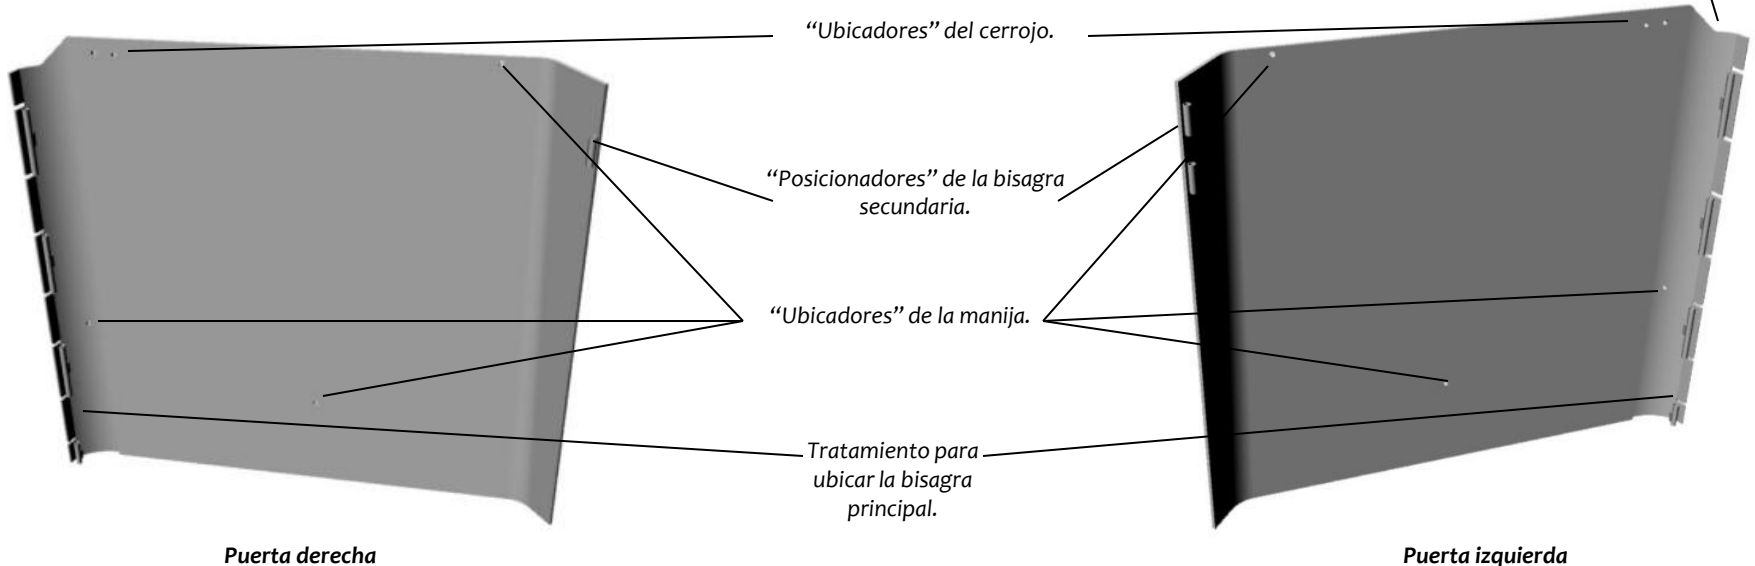 “Ubicadores” del cerrojo.
“Posicionadores” de la bisagra
secundaria.
“Ubicadores” de la manija.
Tratamiento para
ubicar la bisagra
principal.
Puerta derecha
Puerta izquierda